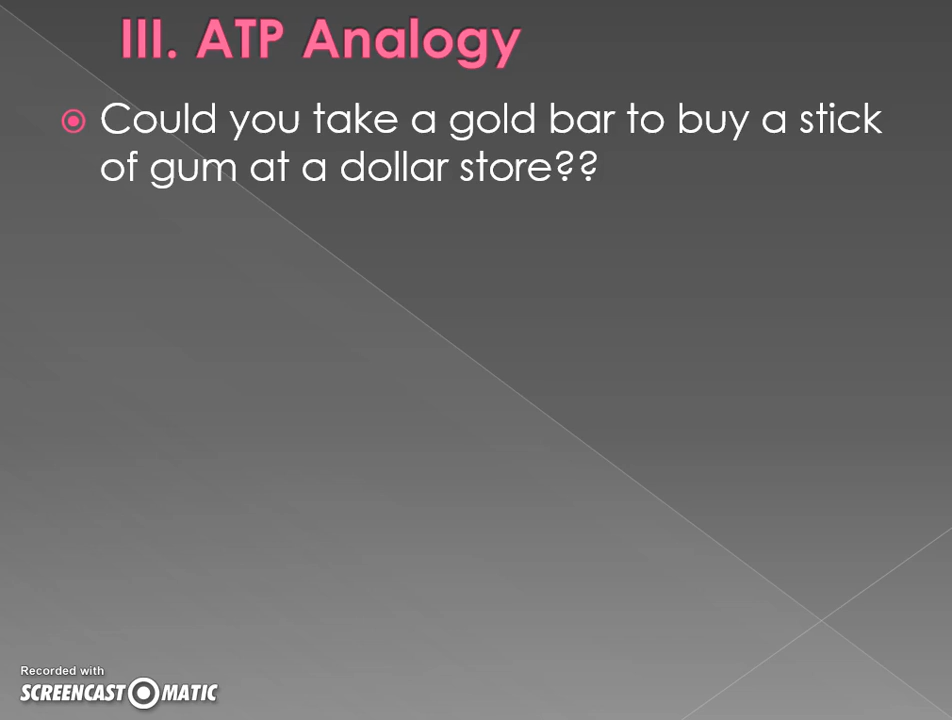 III. ATP Analogy
Could you take a gold bar to buy a stick
of gum at a dollar store??
Recorded with
SCREENCAST MATIC